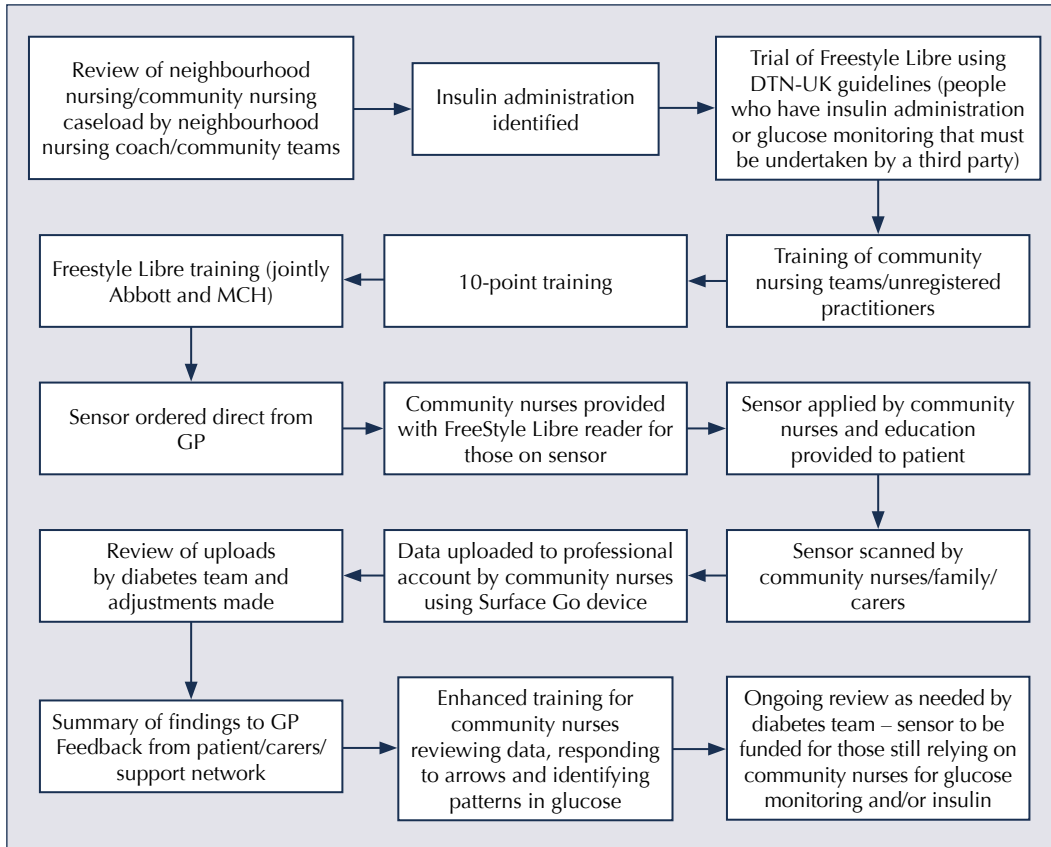 Review of neighbourhood
nursing/community nursing
caseload by neighbourhood
nursing coach/community teams
Insulin administration
identified
Trial of Freestyle Libre using
DTN-UK guidelines (people
who have insulin administration
or glucose monitoring that must
be undertaken by a third party)
Training of community
nursing teams/unregistered
practitioners
10-point training
Freestyle Libre training (jointly
Abbott and MCH)
Sensor ordered direct from
GP
Community nurses provided
with FreeStyle Libre reader for
those on sensor
Sensor applied by community
nurses and education
provided to patient
Sensor scanned by
community nurses/family/
carers
Data uploaded to professional
account by community nurses
using Surface Go device
Review of uploads
by diabetes team and
adjustments made
Summary of findings to GP
Feedback from patient/carers/
support network
Enhanced training for
community nurses
reviewing data, responding
to arrows and identifying
patterns in glucose
Ongoing review as needed by
diabetes team – sensor to be
funded for those still relying on
community nurses for glucose
monitoring and/or insulin